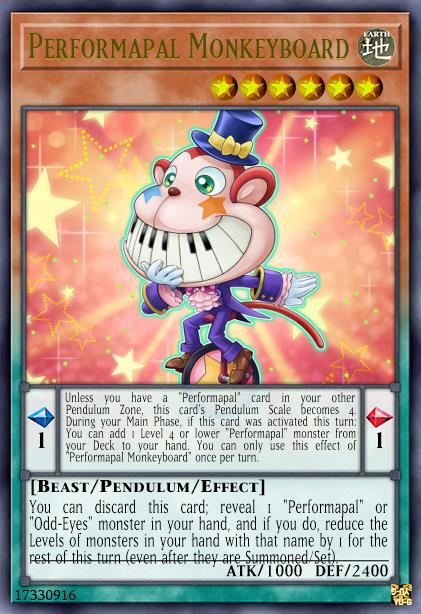 PERFORMAPAL MONKEYBOARD
EARTH
地
Unless you have a "Performapal" card in your other
Pendulum Zone, this card's Pendulum Scale becomes 4.
During your Main Phase, if this card was activated this turn:
You can add 1 Level 4 or lower "Performapal" monster from
your Deck to your hand. You can only use this effect of
"Performapal Monkeyboard" once per turn.
1
1
[BEAST/PENDULUM/EFFECT]
You can discard this card; reveal 1 "Performapal" or
"Odd-Eyes" monster in your hand, and if you do, reduce the
Levels of monsters in your hand with that name by 1 for the
rest of this turn (even after they are Summoned/Set).
ATK/1000 DEF/2400
17330916